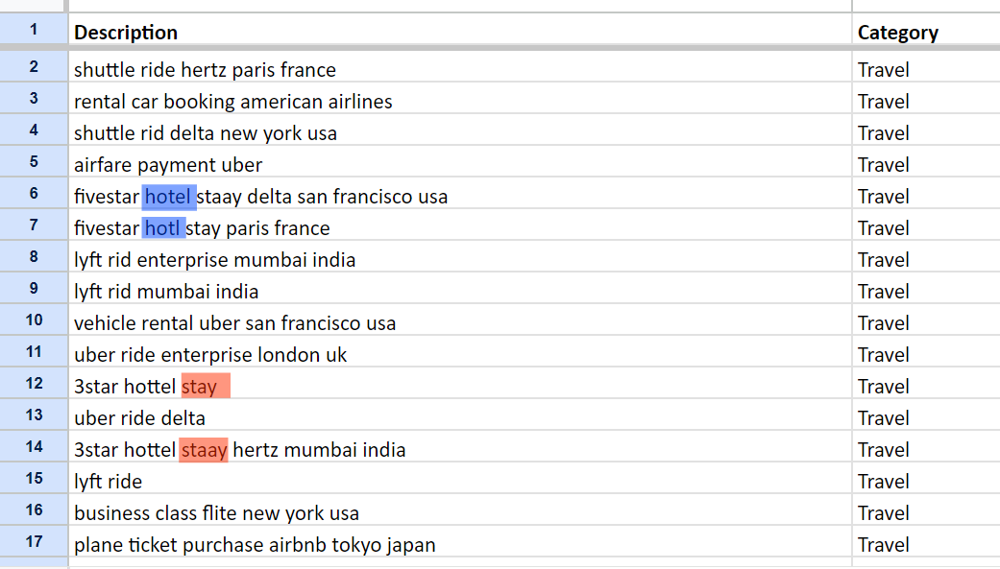 1 Description Category
2 shuttle ride hertz paris france Travel
3 rental car booking american airlines Travel
4 shuttle rid delta new york usa Travel
5 airfare payment uber Travel
6 fivestar hotel staay delta san francisco usa Travel
7 fivestar hotl stay paris france Travel
8 lyft rid enterprise mumbai india Travel
9 lyft rid mumbai india Travel
10 vehicle rental uber san francisco usa Travel
11 uber ride enterprise london uk Travel
12 3star hottel stay Travel
13 uber ride delta Travel
14 3star hottel staay hertz mumbai india Travel
15 lyft ride Travel
16 business class flite new york usa Travel
17 plane ticket purchase airbnb tokyo japan Travel